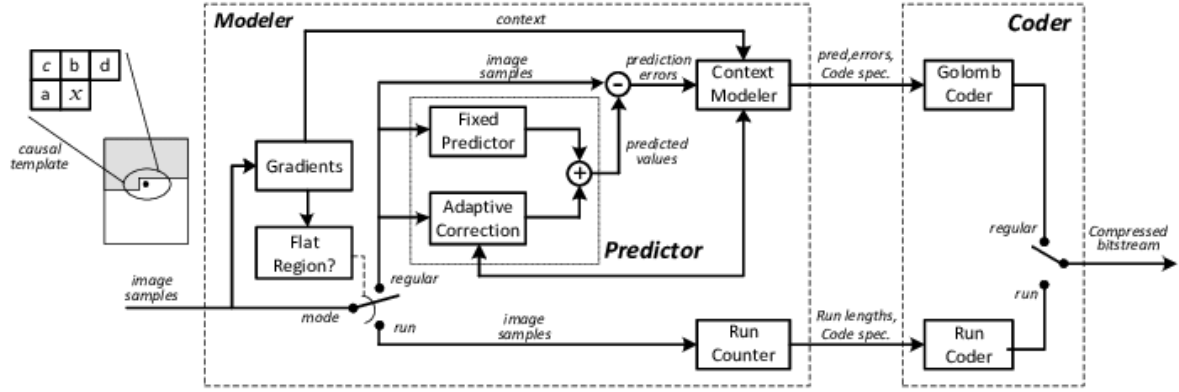 Modeler
Coder
context
c b d
a x
causal
template
image
samples
prediction
errors
Context
Modeler
pred,errors,
Code spec.
Golomb
Coder
Fixed
Predictor
predicted
values
Gradients
Adaptive
Correction
Flat
Region?
Predictor
regular
Compressed
bitstream
image
samples
regular
mode
run
image
samples
Run
Counter
Run lengths,
Code spec.
run
Run
Coder